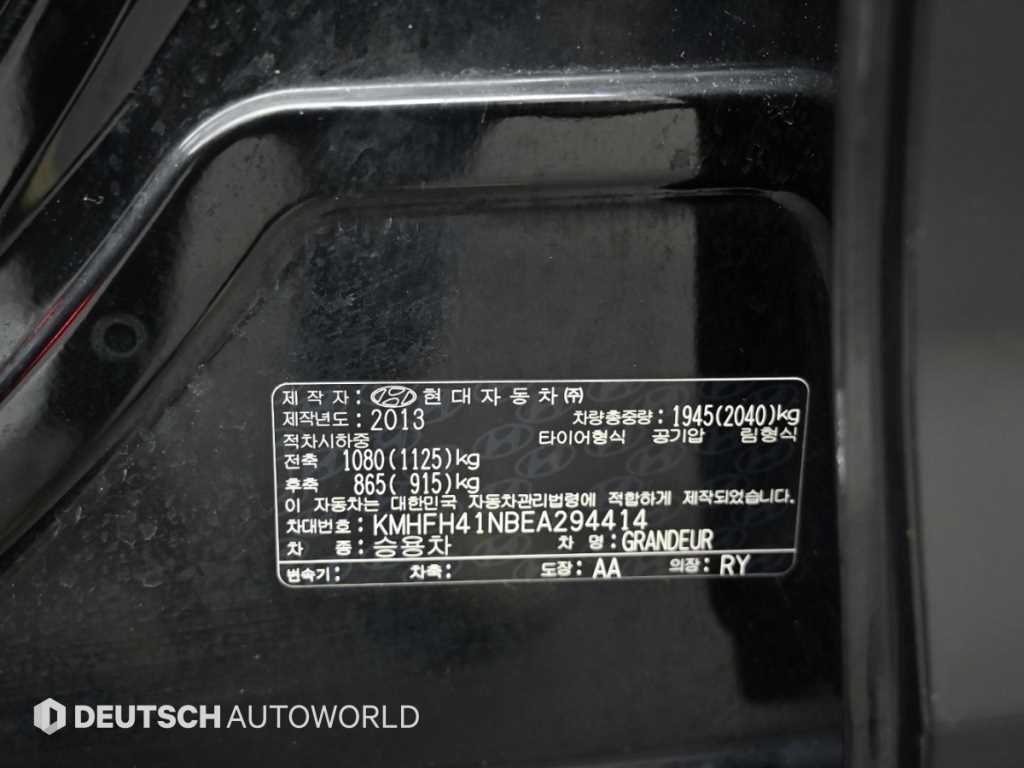 제작자: 현대자동차㈜
제작년도: 2013 차량총중량: 1945(2040)kg
적차시하중 타이어형식 공기압 림형식
전축 1080(1125)kg
후축 865( 915)kg
이 자동차는 대한민국 자동차관리법령에 적합하게 제작되었습니다.
차대번호: KMHFH41NBEA294414
차 종: 승용차 차 명: GRANDEUR
변속기: 차축: 도장: AA 의장: RY
DEUTSCH AUTOWORLD